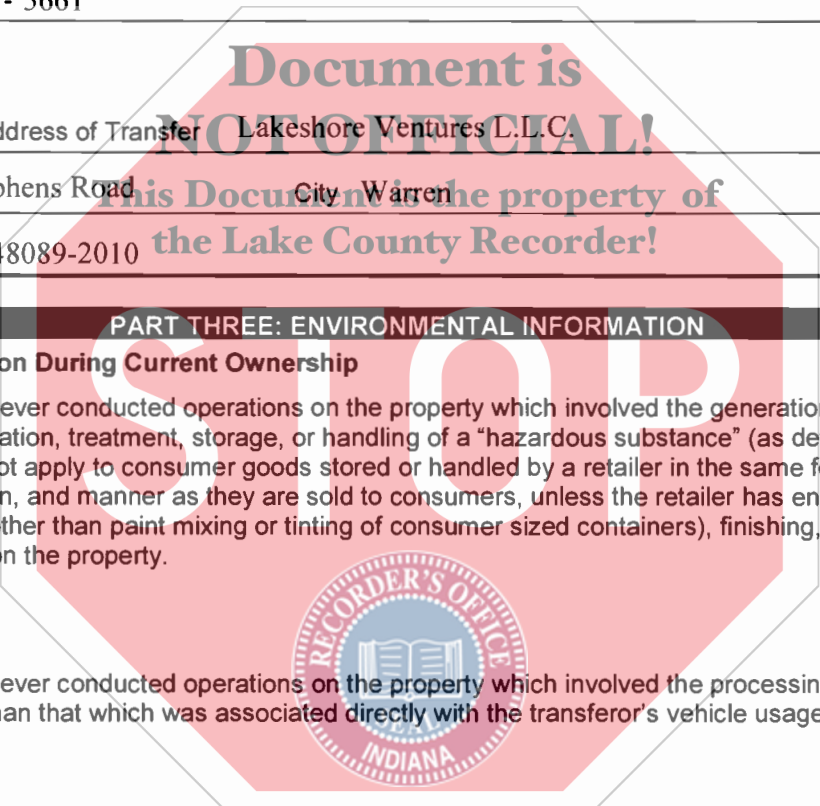 - 5661
Document is
NOT OFFICIAL!
ddress of Transfer Lakeshore Ventures L.L.C.
phens Road City Warren
This Document is the property of
48089-2010
the Lake County Recorder!
PART THREE: ENVIRONMENTAL INFORMATION
on During Current Ownership
ever conducted operations on the property which involved the generatio
ation, treatment, storage, or handling of a "hazardous substance" (as de
ot apply to consumer goods stored or handled by a retailer in the same f
n, and manner as they are sold to consumers, unless the retailer has en
ther than paint mixing or tinting of consumer sized containers), finishing,
on the property.
STOP
RECORDER'S OFFICE
SEAL
INDIANA
ever conducted operations on the property which involved the processin
han that which was associated directly with the transferor's vehicle usage